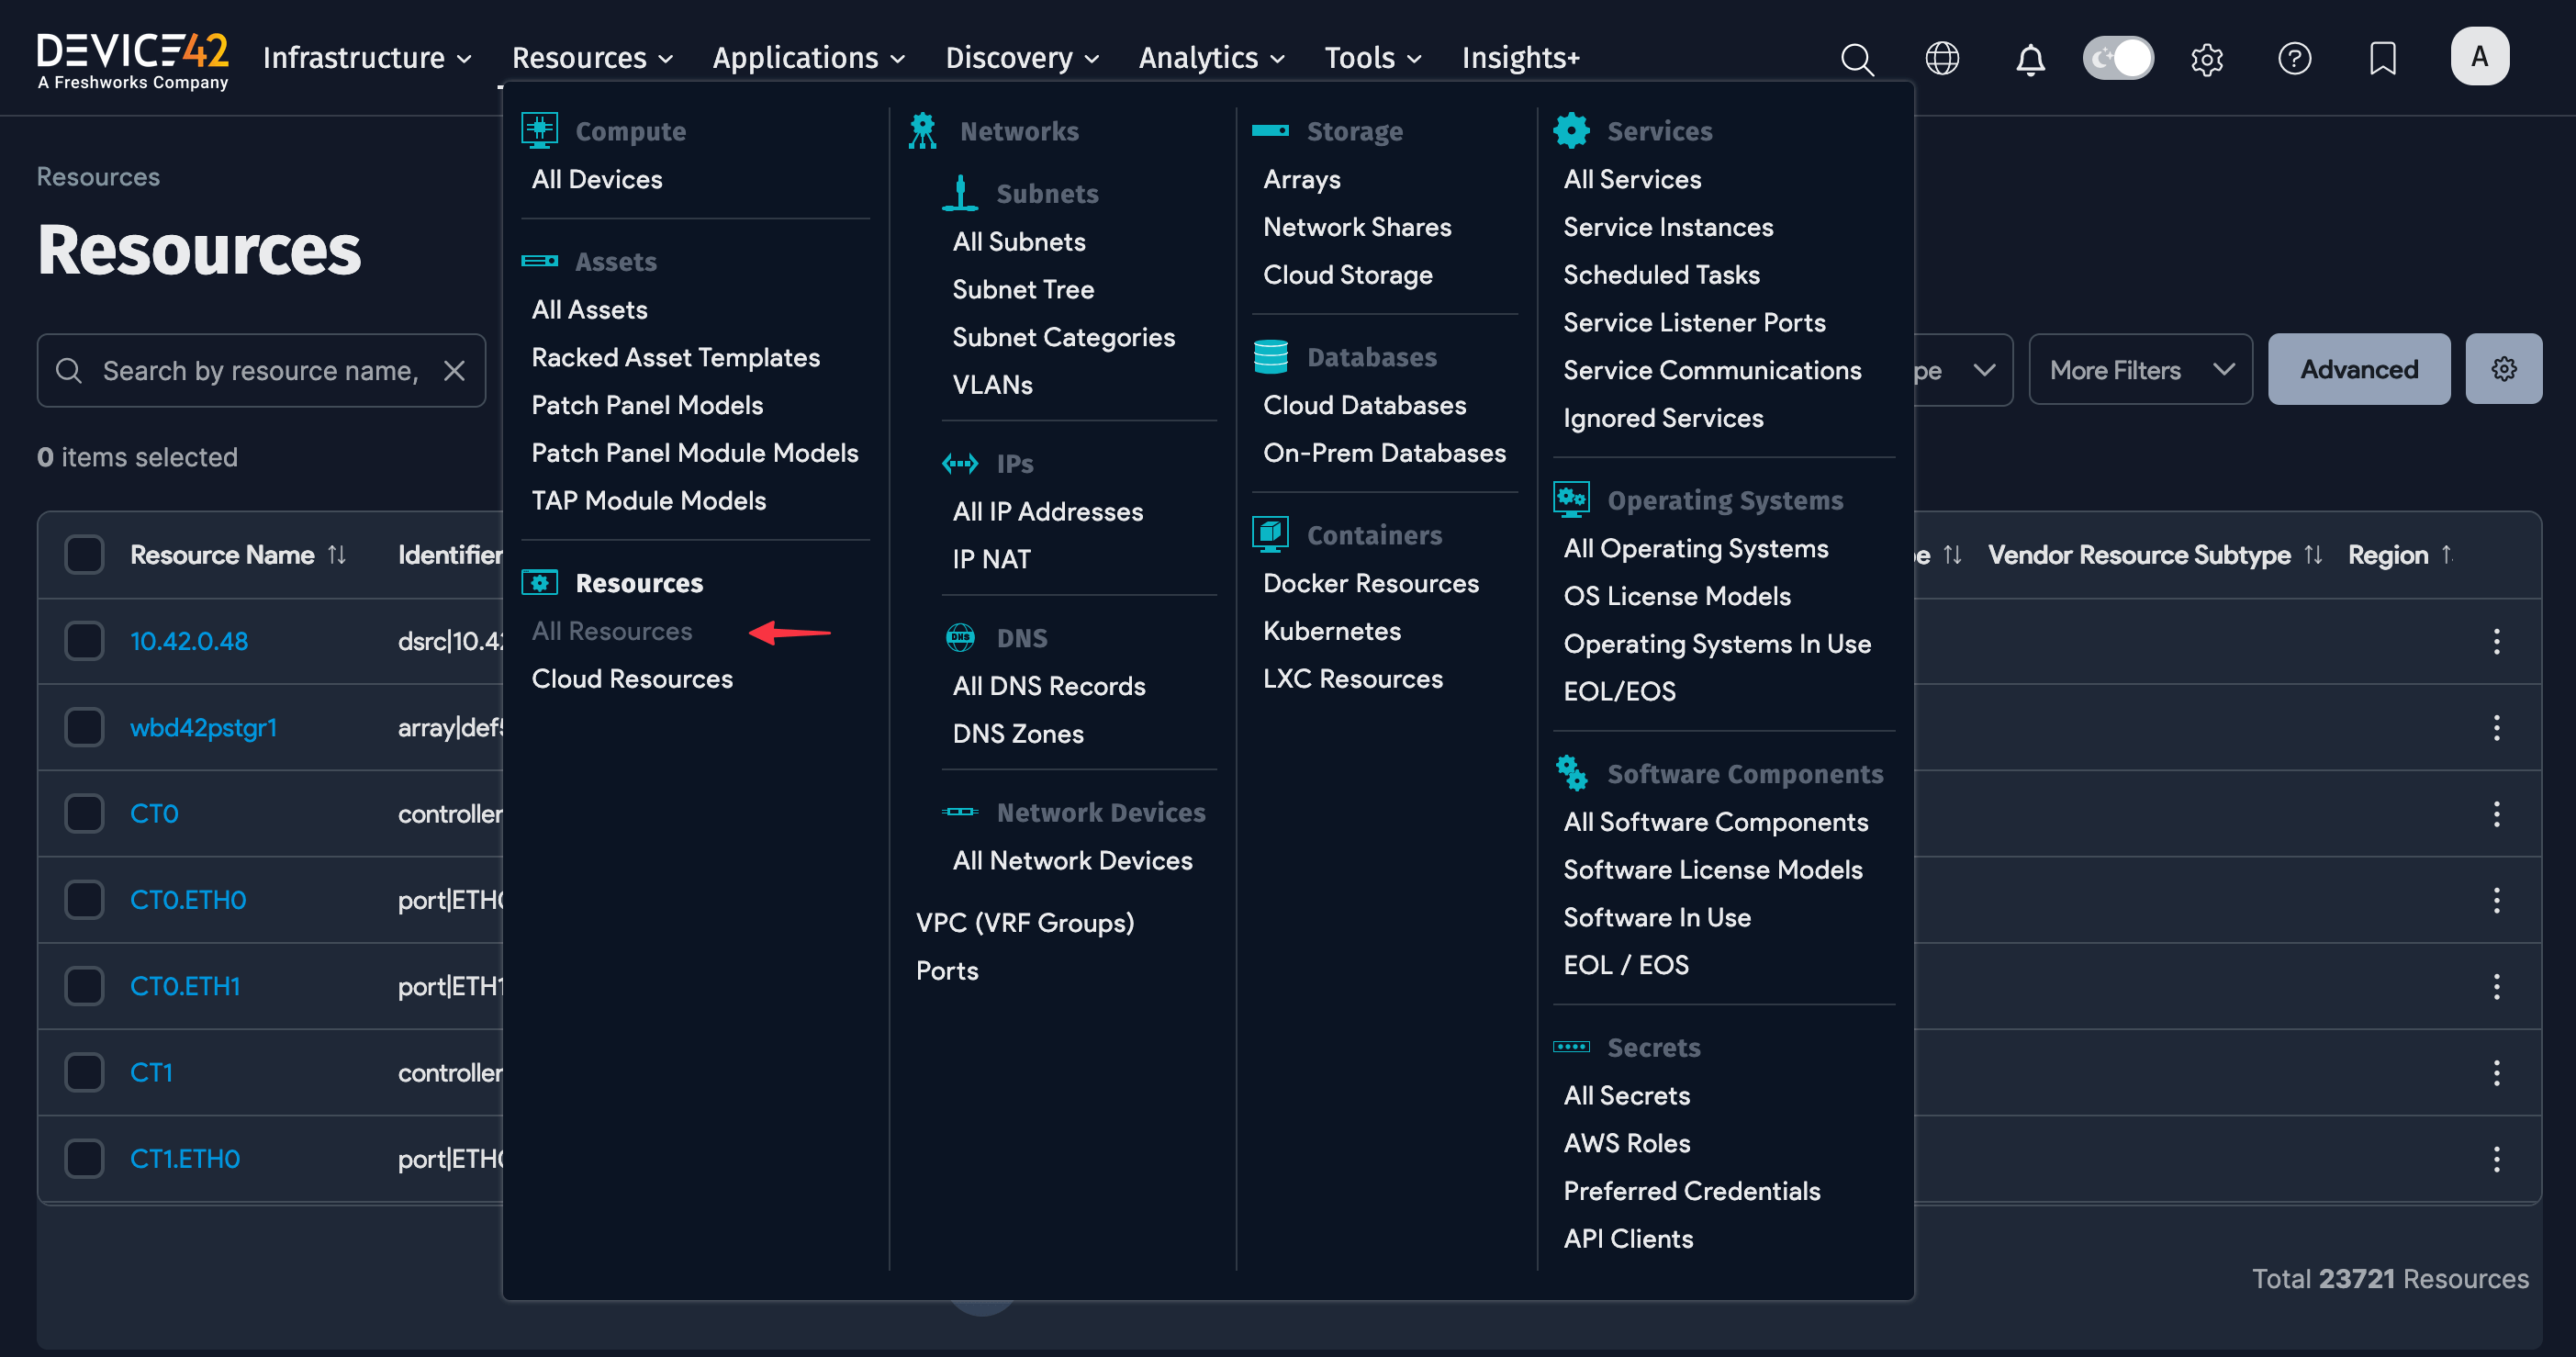 DEVICE42
A Freshworks Company
Infrastructure
Resources
Applications
Discovery
Analytics
Tools
Insights+
A
Resources
Resources
Search by resource name,
0 items selected
Resource Name
Identifier
10.42.0.48
dsrc|10.42
wbd42pstgr1
array|def5
CT0
controller
CT0.ETH0
port|ETH0
CT0.ETH1
port|ETH1
CT1
controller
CT1.ETH0
port|ETH0
Compute
All Devices
Assets
All Assets
Racked Asset Templates
Patch Panel Models
Patch Panel Module Models
TAP Module Models
Resources
All Resources
Cloud Resources
Networks
Subnets
All Subnets
Subnet Tree
Subnet Categories
VLANs
IPs
All IP Addresses
IP NAT
DNS
DNS
All DNS Records
DNS Zones
Network Devices
All Network Devices
VPC (VRF Groups)
Ports
Storage
Arrays
Network Shares
Cloud Storage
Databases
Cloud Databases
On-Prem Databases
Containers
Docker Resources
Kubernetes
LXC Resources
Services
All Services
Service Instances
Scheduled Tasks
Service Listener Ports
Service Communications
Ignored Services
Operating Systems
All Operating Systems
OS License Models
Operating Systems In Use
EOL/EOS
Software Components
All Software Components
Software License Models
Software In Use
EOL / EOS
Secrets
All Secrets
AWS Roles
Preferred Credentials
API Clients
pe
More Filters
Advanced
pe
Vendor Resource Subtype
Region
Total 23721 Resources